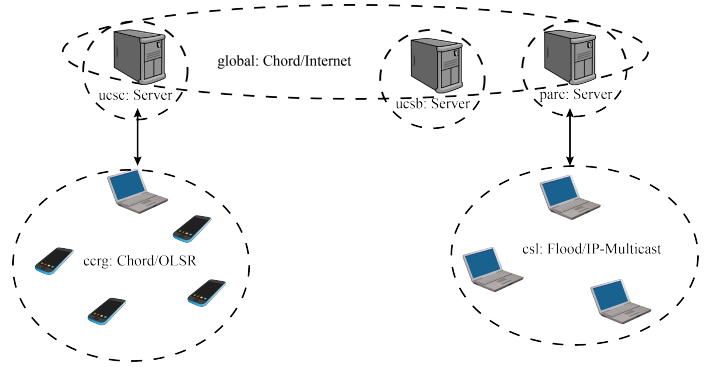 global: Chord/Internet
ucsc: Server
ucsb: Server
parc: Server
ccrg: Chord/OLSR
csl: Flood/IP-Multicast